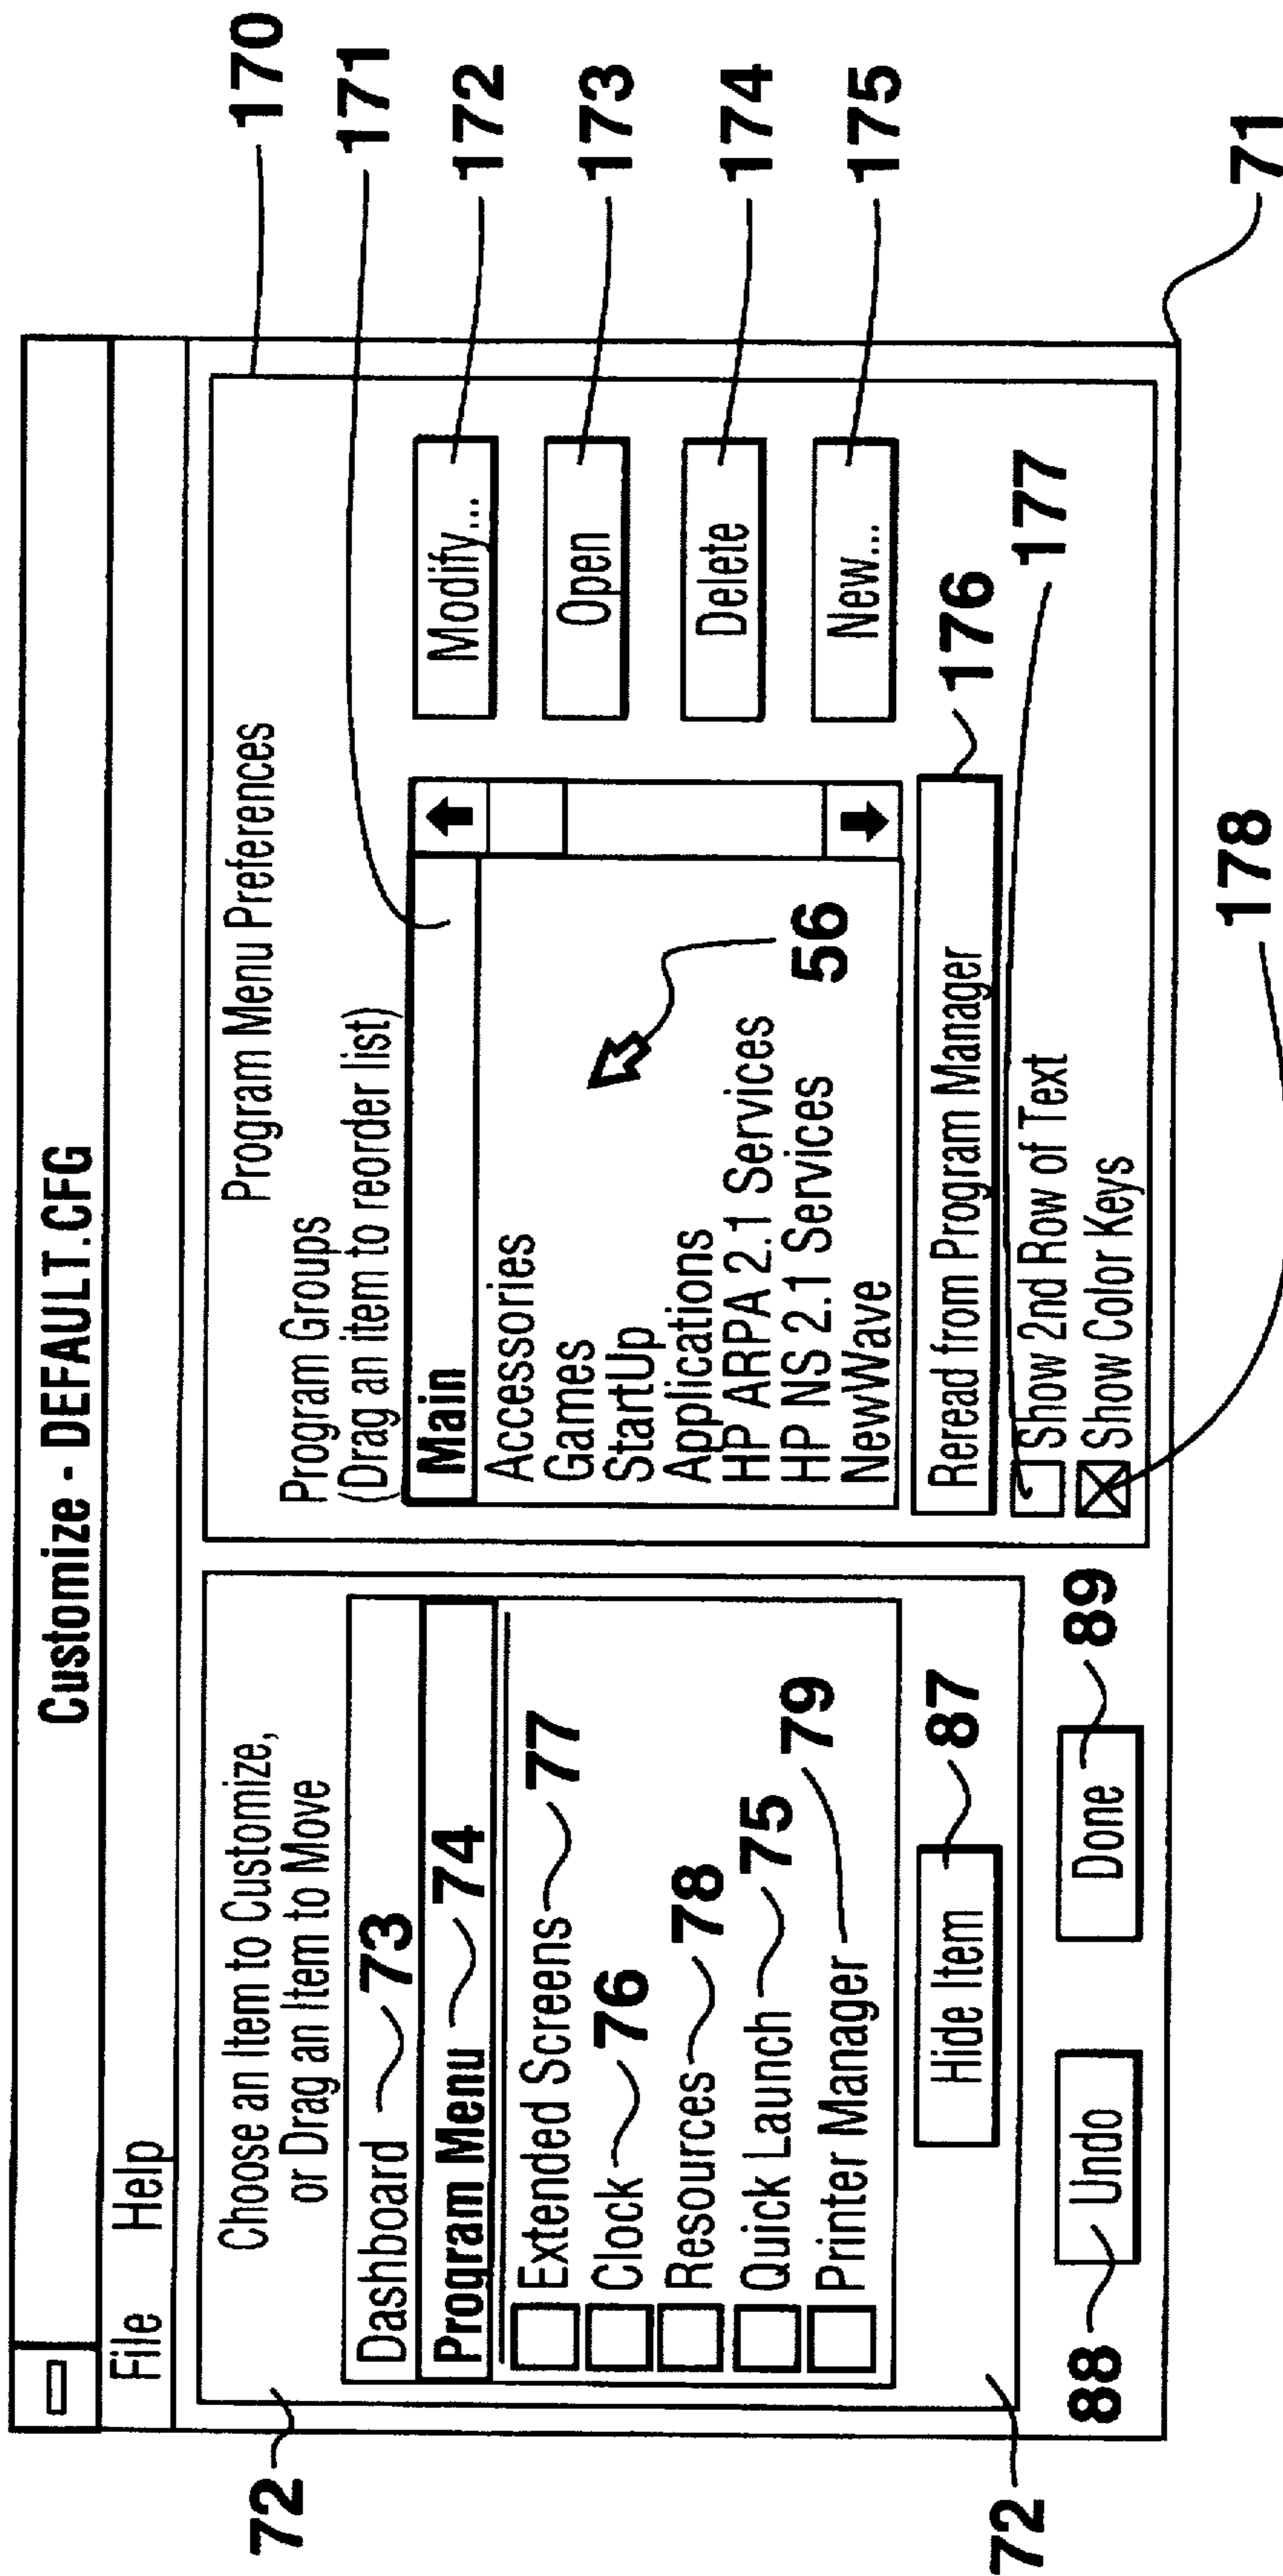 Customize - DEFAULT.CFG
File Help
72
Choose an Item to Customize,
or Drag an Item to Move
Dashboard 73
Program Menu 74
Extended Screens 77
Clock 76
Resources 78
Quick Launch 75
Printer Manager 79
Hide Item 87
72
88 Undo
Done 89
Program Menu Preferences
170
Program Groups
(Drag an item to reorder list)
171
Main
Accessories
Games
StartUp
Applications
HP ARPA 2.1 Services
HP NS 2.1 Services
NewWave
56
Modify... 172
Open 173
Delete 174
New... 175
Reread from Program Manager 176
Show 2nd Row of Text 177
Show Color Keys
178
71